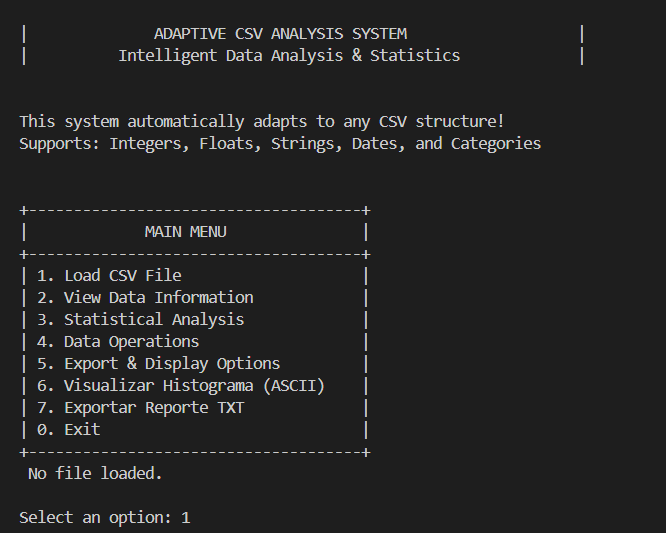 |              ADAPTIVE CSV ANALYSIS SYSTEM                   |
|          Intelligent Data Analysis & Statistics             |
This system automatically adapts to any CSV structure!
Supports: Integers, Floats, Strings, Dates, and Categories
+-------------------------------------+
|             MAIN MENU               |
+-------------------------------------+
| 1. Load CSV File                    |
| 2. View Data Information            |
| 3. Statistical Analysis             |
| 4. Data Operations                  |
| 5. Export & Display Options         |
| 6. Visualizar Histograma (ASCII)    |
| 7. Exportar Reporte TXT             |
| 0. Exit                             |
+-------------------------------------+
No file loaded.
Select an option: 1